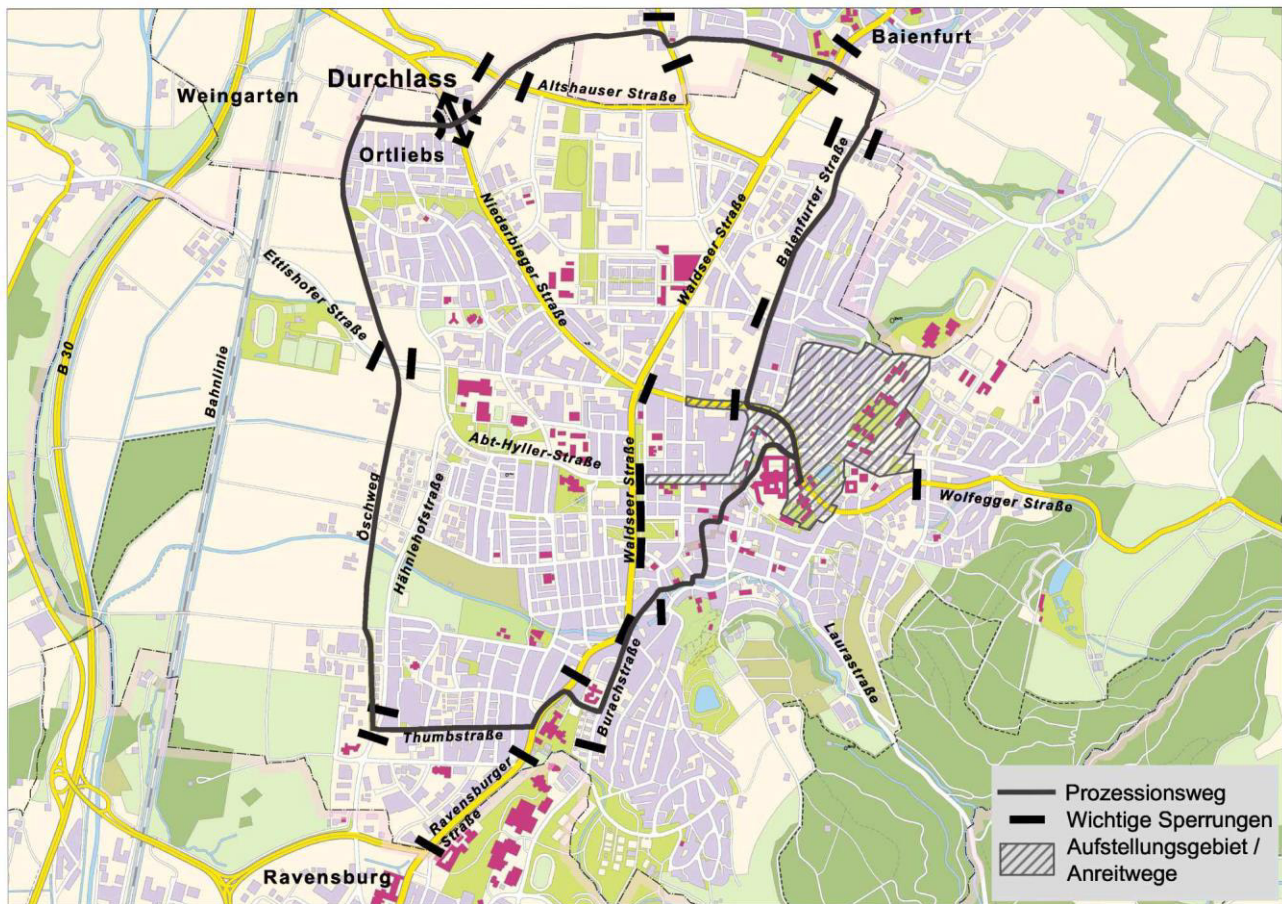 Baienfurt
Durchlass
Weingarten
Altshauser Straße
Ortliebs
Niederbieger Straße
Waldseer Straße
Baienfurter Straße
Ettishofer Straße
B 30
Bahnlinie
Abt-Hyller-Straße
Wolfegger Straße
Öschweg
Hähnlehofstraße
Waldseer Straße
Laurastraße
Burachstraße
Thumbstraße
Ravensburger
Straße
Ravensburg
Prozessionsweg
Wichtige Sperrungen
Aufstellungsgebiet /
Anreitwege